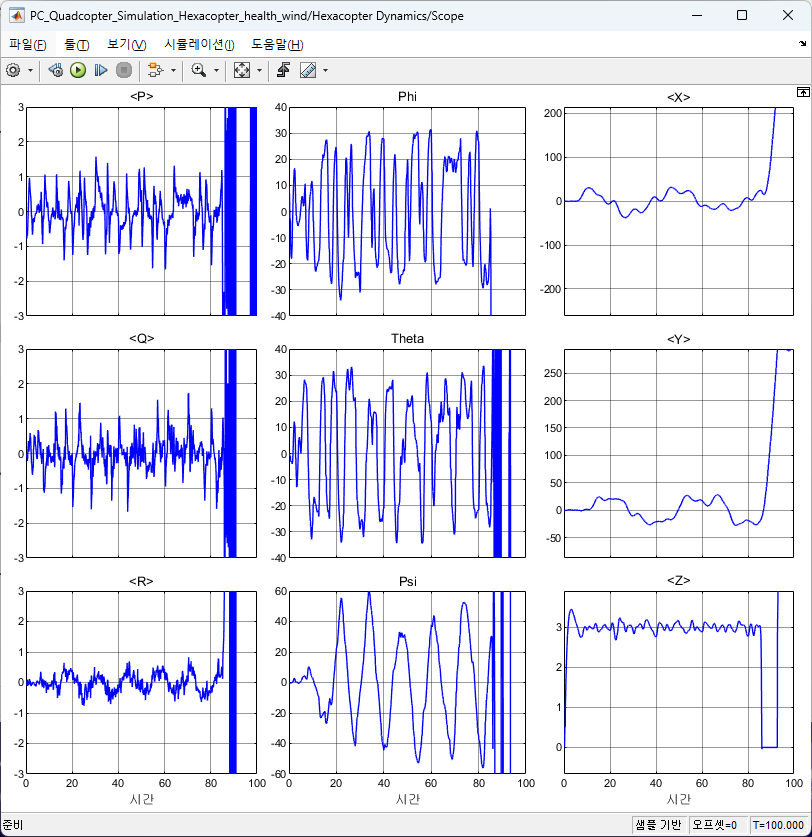 PC_Quadcopter_Simulation_Hexacopter_health_wind/Hexacopter Dynamics/Scope
파일(F) 툴(T) 보기(V) 시뮬레이션(I) 도움말(H)
<P> Phi <X>
3 40 200
2 30 100
1 20 0
0 10 -100
-1 0 -200
-2 -10
-3 -20
-30
-40
<Q> Theta <Y>
3 40 250
2 30 200
1 20 150
0 10 100
-1 0 50
-2 -10 0
-3 -20 -50
-30
-40
<R> Psi <Z>
3 60 3
2 40 2
1 20 1
0 0 0
-1 -20
-2 -40
-3 -60
0 20 40 60 80 100 0 20 40 60 80 100 0 20 40 60 80 100
시간 시간 시간
준비 샘플 기반 오프셋=0 T=100.000